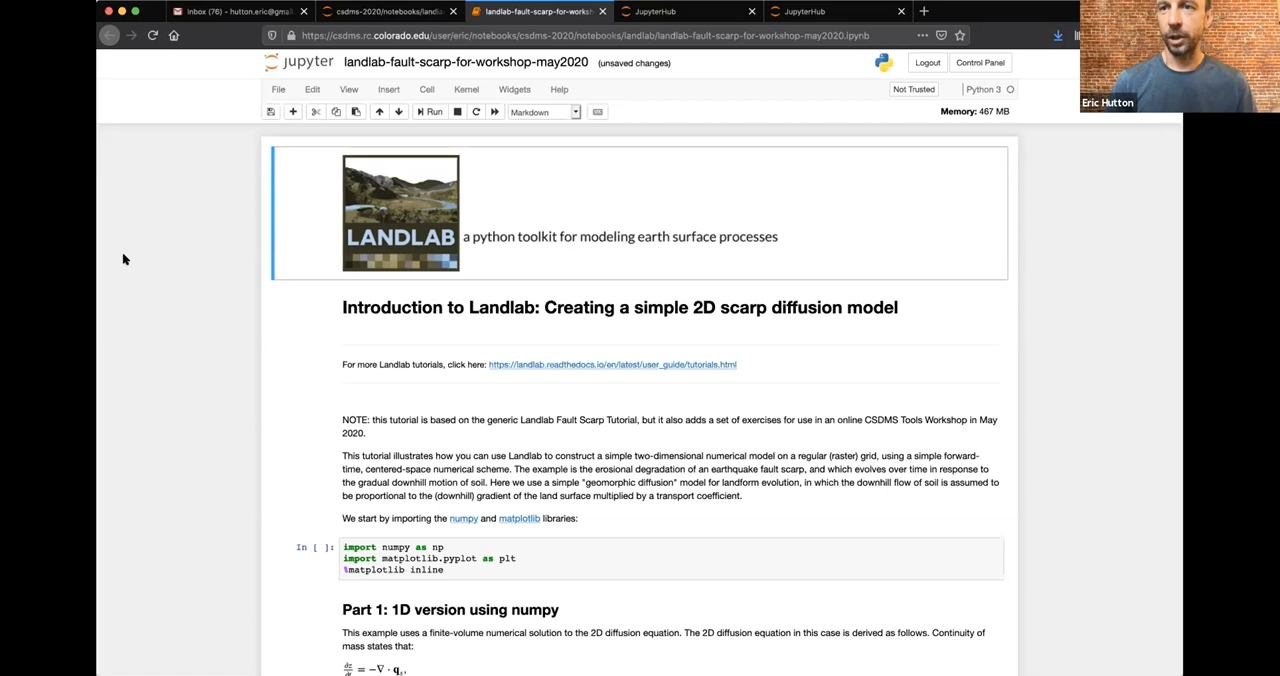 Inbox (76) - hutton.eric@gmai
csdms-2020/notebooks/landla
landlab-fault-scarp-for-worksh
JupyterHub
JupyterHub
https://csdms.rc.colorado.edu/user/eric/notebooks/csdms-2020/notebooks/landlab/landlab-fault-scarp-for-workshop-may2020.ipynb
jupyter landlab-fault-scarp-for-workshop-may2020 (unsaved changes)
Logout
Control Panel
File Edit View Insert Cell Kernel Widgets Help
Not Trusted
Python 3
Run
Markdown
Memory: 467 MB
Eric Hutton
LANDLAB a python toolkit for modeling earth surface processes
Introduction to Landlab: Creating a simple 2D scarp diffusion model
For more Landlab tutorials, click here: https://landlab.readthedocs.io/en/latest/user_guide/tutorials.html
NOTE: this tutorial is based on the generic Landlab Fault Scarp Tutorial, but it also adds a set of exercises for use in an online CSDMS Tools Workshop in May
2020.
This tutorial illustrates how you can use Landlab to construct a simple two-dimensional numerical model on a regular (raster) grid, using a simple forward-
time, centered-space numerical scheme. The example is the erosional degradation of an earthquake fault scarp, and which evolves over time in response to
the gradual downhill motion of soil. Here we use a simple "geomorphic diffusion" model for landform evolution, in which the downhill flow of soil is assumed to
be proportional to the (downhill) gradient of the land surface multiplied by a transport coefficient.
We start by importing the numpy and matplotlib libraries:
In [ ]: import numpy as np
import matplotlib.pyplot as plt
%matplotlib inline
Part 1: 1D version using numpy
This example uses a finite-volume numerical solution to the 2D diffusion equation. The 2D diffusion equation in this case is derived as follows. Continuity of
mass states that:
∂z/∂t = −∇ · qs,